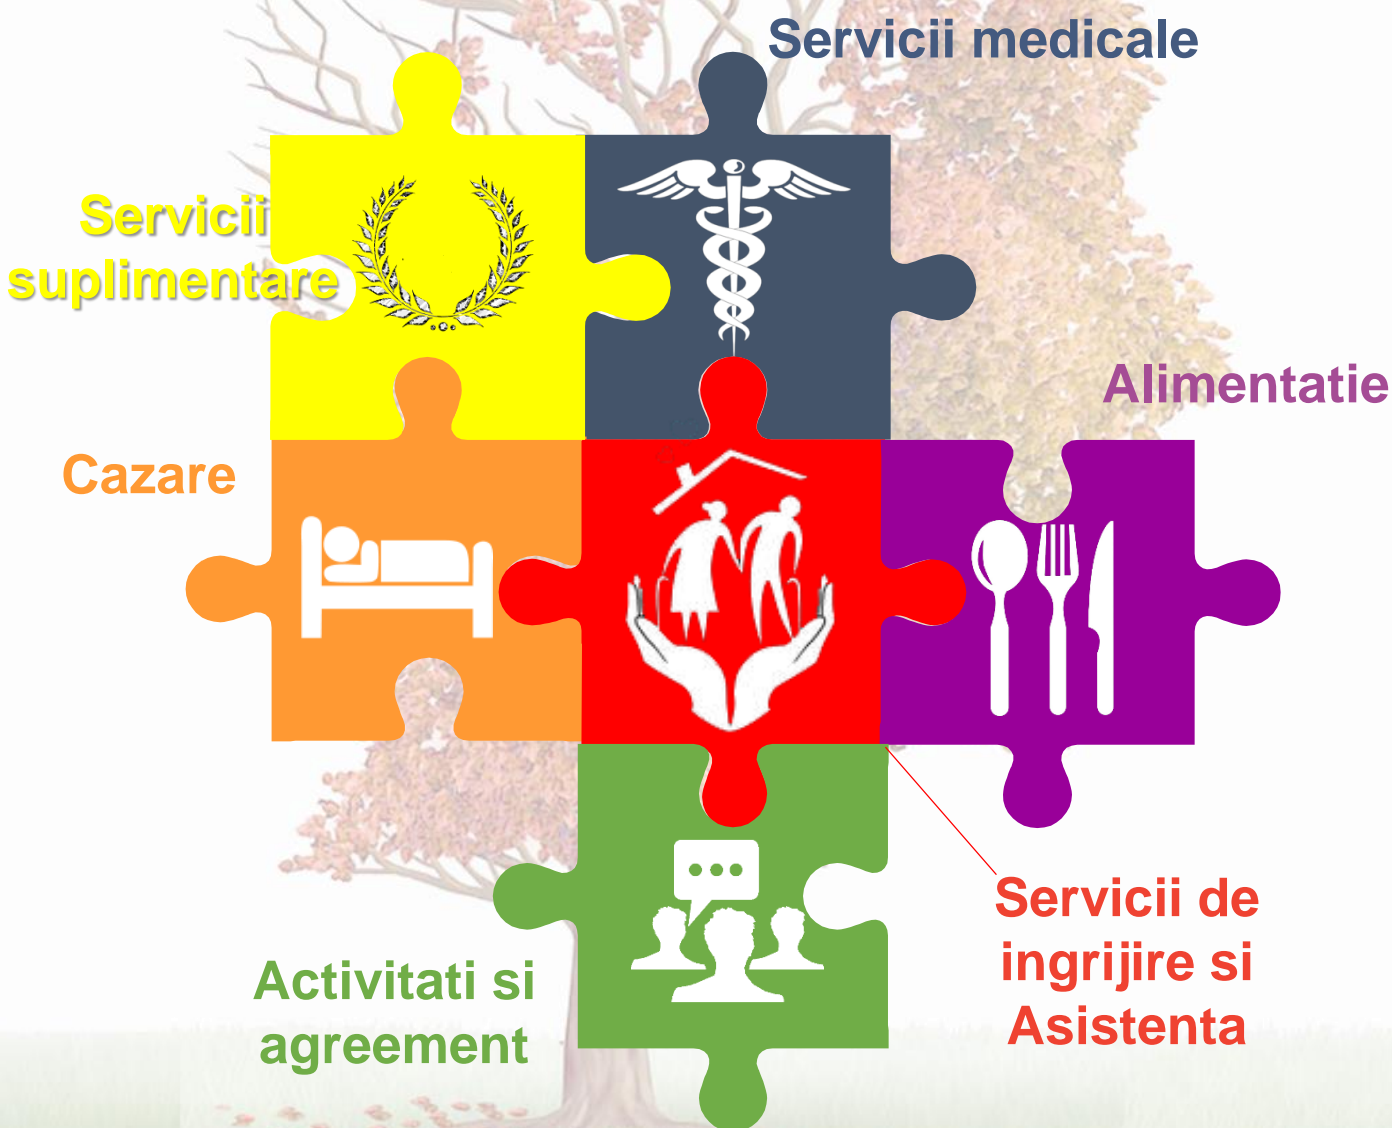 Servicii medicale
Servicii
suplimentare
Alimentatie
Cazare
Servicii de
ingrijire si
Asistenta
Activitati si
agreement